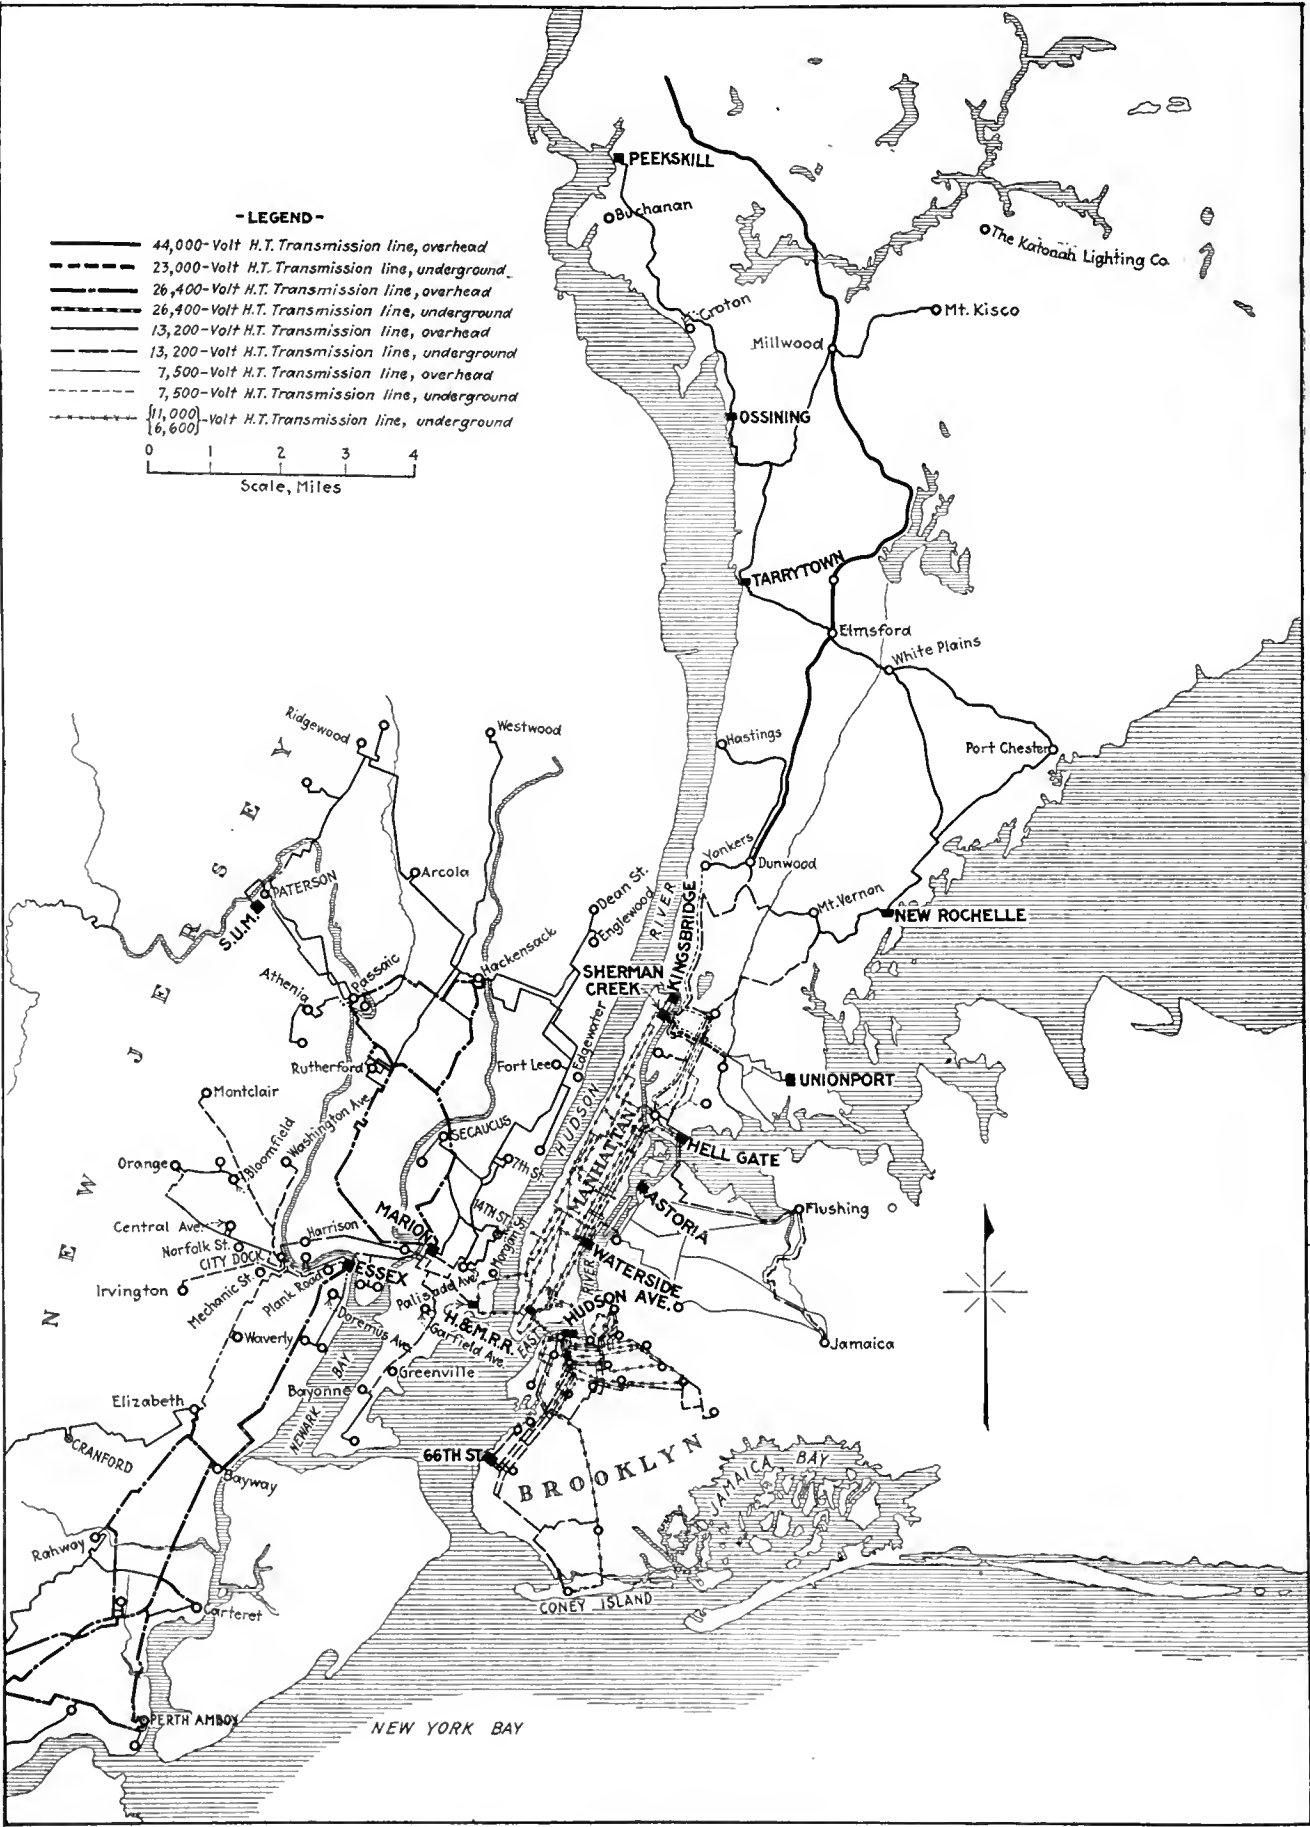 PEEKSKILL
Buchanan
- LEGEND -
44,000-Volt H.T. Transmission line, overhead
23,000-Volt H.T. Transmission line, underground
26,400-Volt H.T. Transmission line, overhead
26,400-Volt H.T. Transmission line, underground
13,200-Volt H.T. Transmission line, overhead
13,200-Volt H.T. Transmission line, underground
7,500-Volt H.T. Transmission line, overhead
7,500-Volt H.T. Transmission line, underground
{11,000
6,600}-Volt H.T. Transmission line, underground
0 1 2 3 4
Scale, Miles
The Katonah Lighting Co.
Croton
Mt. Kisco
Millwood
OSSINING
TARRYTOWN
Elmsford
White Plains
Ridgewood
Westwood
Hastings
Port Chester
NEW JERSEY
Yonkers
Dunwood
Arcola
PATERSON
S.U.M.
Dean St.
Englewood
HUDSON RIVER
KINGSBRIDGE
Mt. Vernon
NEW ROCHELLE
Hackensack
Passaic
Athenia
SHERMAN
CREEK
Edgewater
Rutherford
Fort Lee
UNIONPORT
Montclair
Washington Ave.
Bloomfield
SECAUCUS
MANHATTAN
HELL GATE
Orange
7th St.
ASTORIA
Flushing
Central Ave.
Harrison
MARION
14TH ST.
Morgan St.
Norfolk St.
CITY DOCK
WATERSIDE
Irvington
Mechanic St.
Plank Road
ESSEX
Palisade Ave.
H.&M.R.R.
EAST RIVER
HUDSON AVE.
Waverly
Doremus Ave.
Garfield Ave.
Jamaica
Greenville
Bayonne
NEWARK BAY
Elizabeth
CRANFORD
66TH ST.
BROOKLYN
JAMAICA BAY
Bayway
Rahway
Carteret
CONEY ISLAND
PERTH AMBOY
NEW YORK BAY